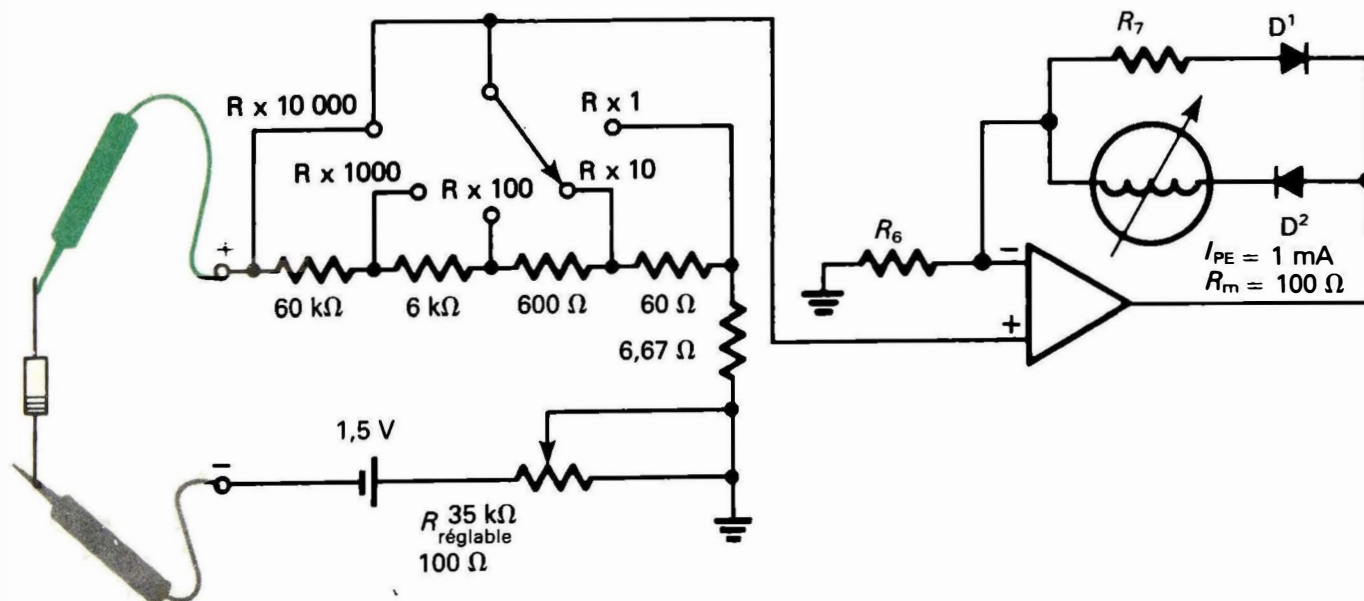 R x 10 000
R x 1000
R x 100
R x 10
R x 1
+
60 kΩ
6 kΩ
600 Ω
60 Ω
6,67 Ω
−
1,5 V
R 35 kΩ
réglable
100 Ω
R₇
D¹
D²
R₆
−
+
I_PE = 1 mA
R_m = 100 Ω